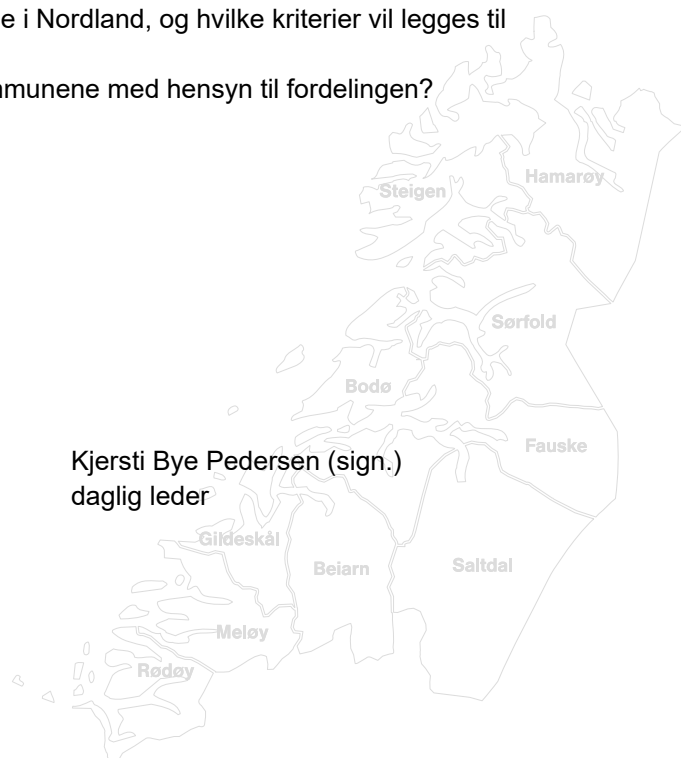 e i Nordland, og hvilke kriterier vil legges til
munene med hensyn til fordelingen?
Hamarøy
Steigen
Sørfold
Bodø
Fauske
Kjersti Bye Pedersen (sign.)
daglig leder
Gildeskål
Beiarn
Saltdal
Meløy
Rødøy